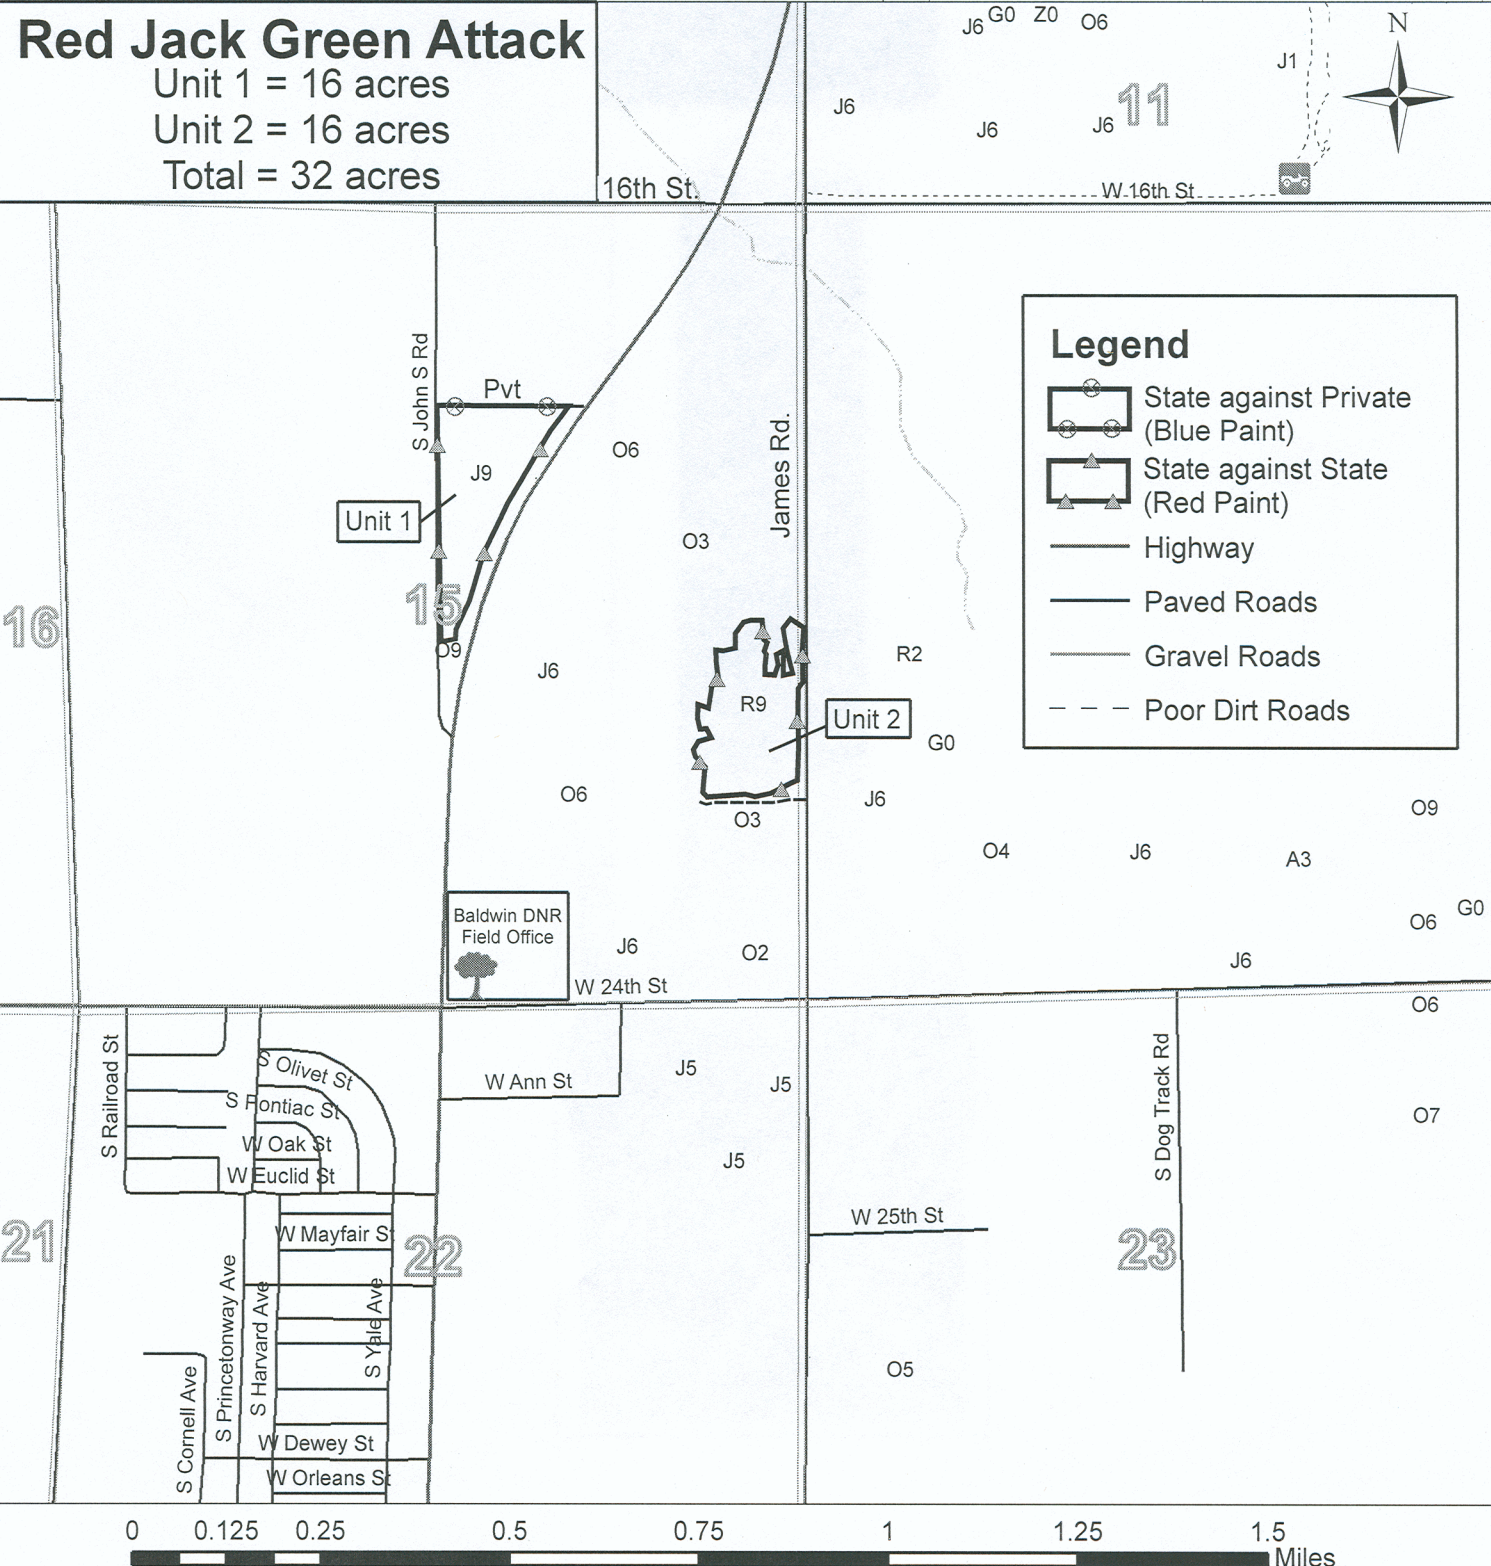 Red Jack Green Attack
Unit 1 = 16 acres
Unit 2 = 16 acres
Total = 32 acres
J6
G0
Z0
O6
N
J1
J6
J6
J6
11
16th St.
W 16th St
S John S Rd
Pvt
J9
Unit 1
15
O9
16
O6
O3
James Rd.
J6
R9
Unit 2
R2
G0
O6
O3
J6
O4
J6
A3
O9
O6
G0
J6
Legend
State against Private
(Blue Paint)
State against State
(Red Paint)
Highway
Paved Roads
Gravel Roads
Poor Dirt Roads
Baldwin DNR
Field Office
J6
O2
W 24th St
O6
S Railroad St
S Olivet St
S Pontiac St
W Oak St
W Euclid St
W Ann St
J5
J5
J5
S Dog Track Rd
O7
W 25th St
21
22
23
W Mayfair St
S Cornell Ave
S Princetonway Ave
S Harvard Ave
S Yale Ave
W Dewey St
W Orleans St
O5
0 0.125 0.25 0.5 0.75 1 1.25 1.5
Miles